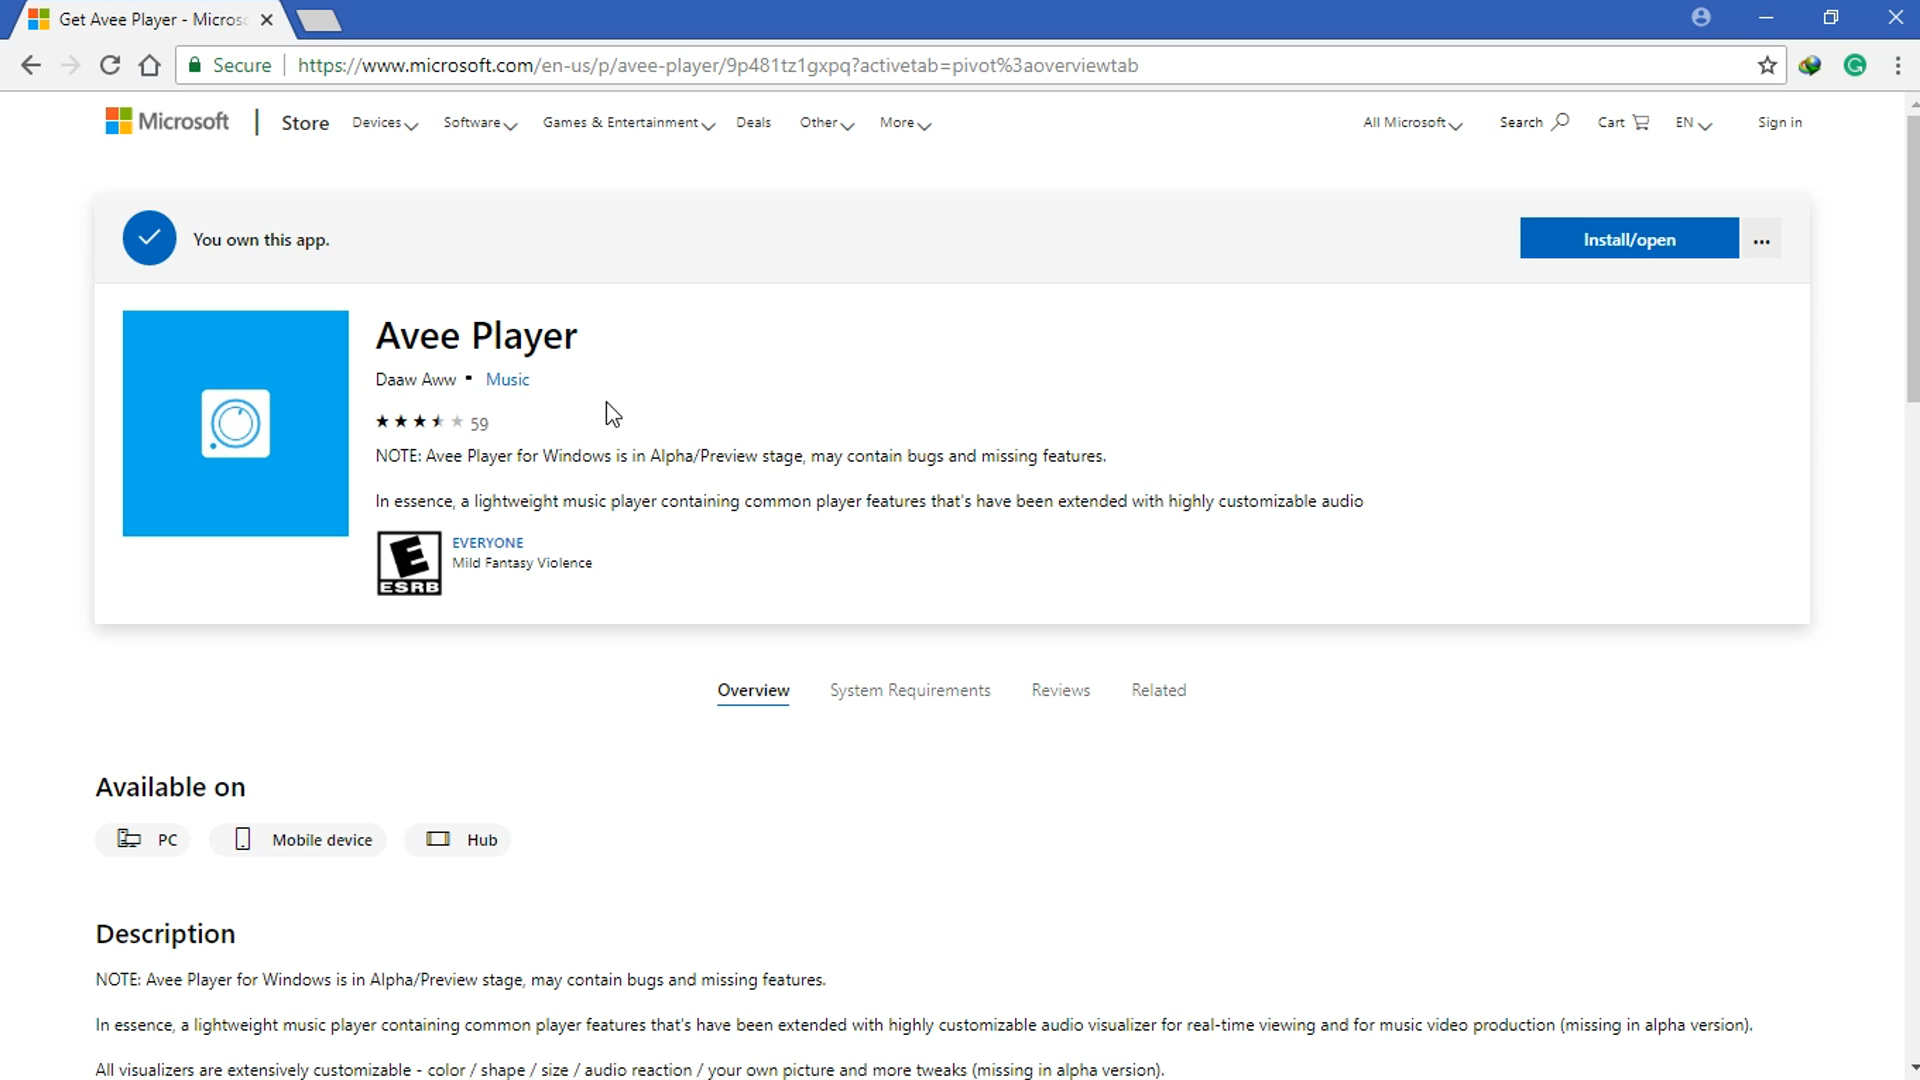 Get Avee Player - Micros
Secure
https://www.microsoft.com/en-us/p/avee-player/9p481tz1gxpq?activetab=pivot%3aoverviewtab
Microsoft Store Devices Software Games & Entertainment Deals Other More All Microsoft Search Cart EN Sign in
You own this app.
Install/open
...
Avee Player
Daaw Aww • Music
59
NOTE: Avee Player for Windows is in Alpha/Preview stage, may contain bugs and missing features.
In essence, a lightweight music player containing common player features that's have been extended with highly customizable audio
E
ESRB
EVERYONE
Mild Fantasy Violence
Overview System Requirements Reviews Related
Available on
PC Mobile device Hub
Description
NOTE: Avee Player for Windows is in Alpha/Preview stage, may contain bugs and missing features.
In essence, a lightweight music player containing common player features that's have been extended with highly customizable audio visualizer for real-time viewing and for music video production (missing in alpha version).
All visualizers are extensively customizable - color / shape / size / audio reaction / your own picture and more tweaks (missing in alpha version).